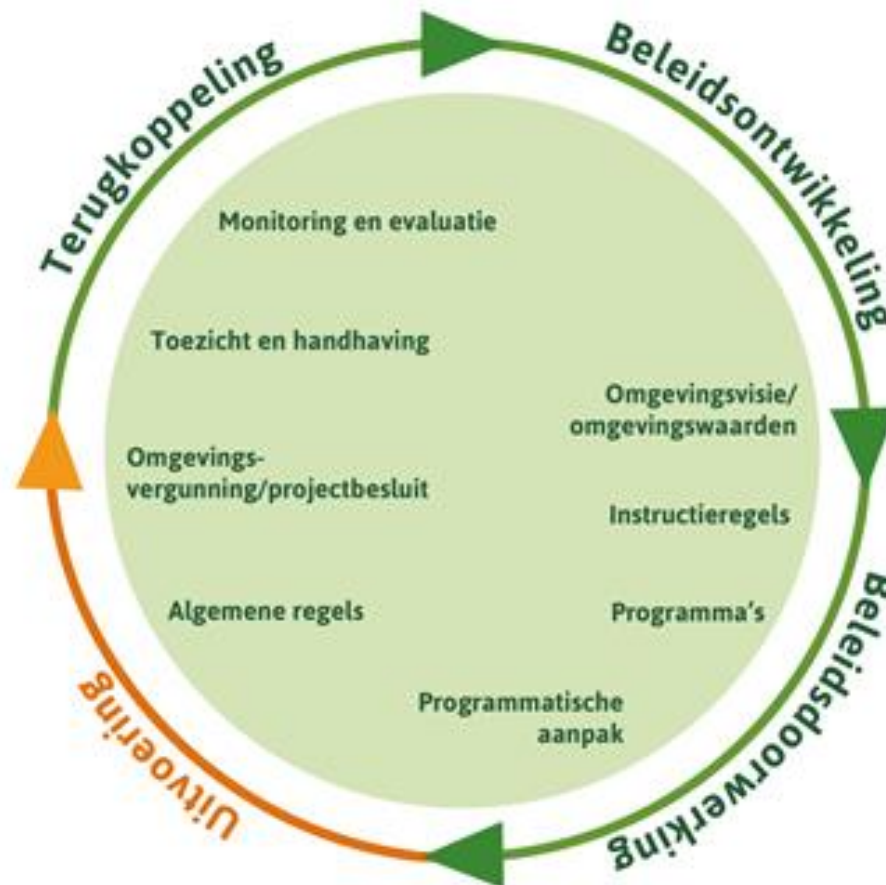 Terugkoppeling
Beleidsontwikkeling
Beleidsdoorwerking
Uitvoering
Monitoring en evaluatie
Toezicht en handhaving
Omgevings-
vergunning/projectbesluit
Algemene regels
Omgevingsvisie/
omgevingswaarden
Instructieregels
Programma's
Programmatische
aanpak